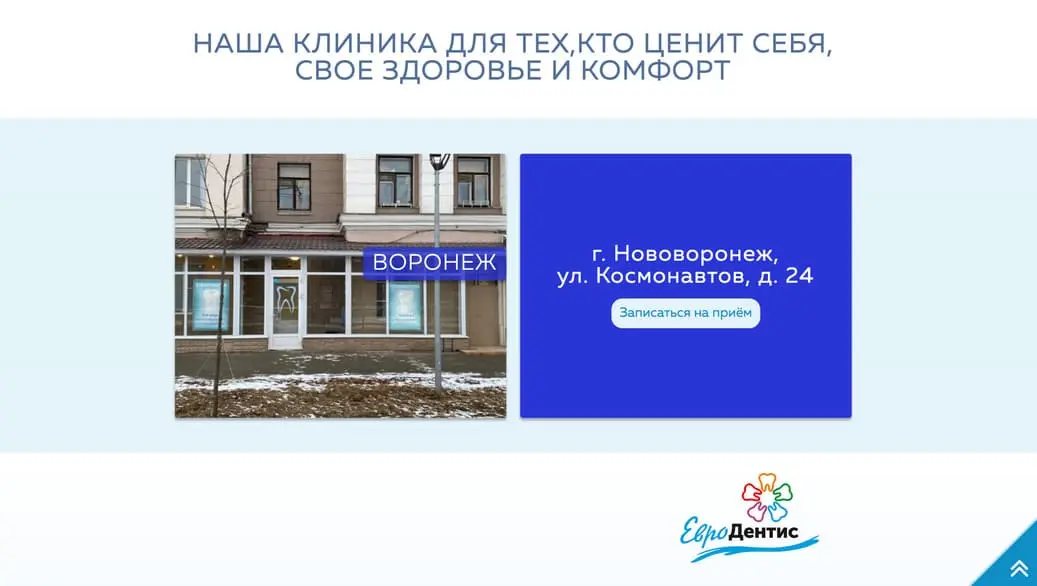 НАША КЛИНИКА ДЛЯ ТЕХ,КТО ЦЕНИТ СЕБЯ,
СВОЕ ЗДОРОВЬЕ И КОМФОРТ
ВОРОНЕЖ
г. Нововоронеж,
ул. Космонавтов, д. 24
Записаться на приём
ЕвроДентис